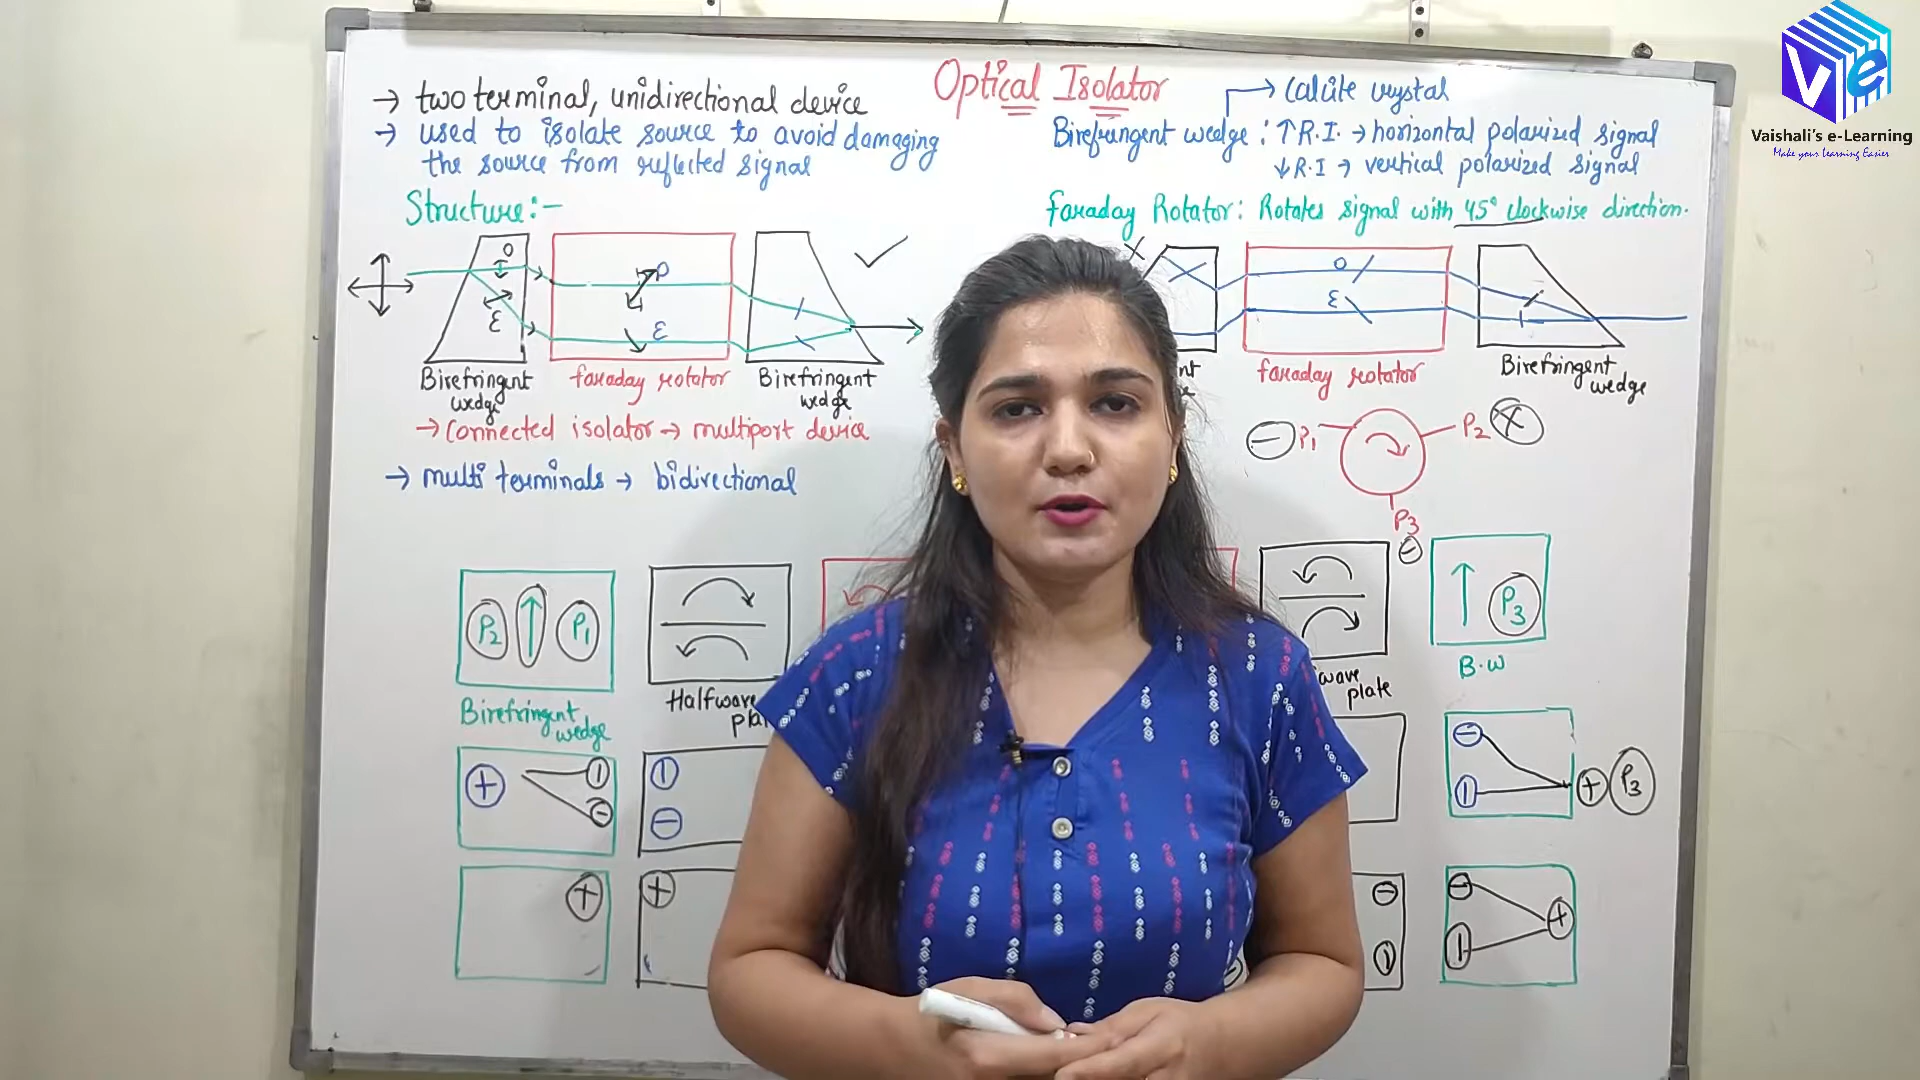 Optical Isolator
→ two terminal, unidirectional device
→ used to isolate source to avoid damaging
the source from reflected signal
Structure:-
O
ε
Birefringent
wedge
ρ
ε
faraday rotator
Birefringent
wedge
→ Connected isolator → multiport device
→ multi terminals → bidirectional
→ Calcite crystal
Birefringent wedge : ↑ R.I. → horizontal polarized signal
↓ R.I → vertical polarized signal
faraday Rotator: Rotates signal with 45° clockwise direction.
O
ε
faraday rotator
Birefringent
wedge
P1
P2
P3
P2 ↑ P1
Birefringent
wedge
Halfwave
wave
plate
↑ P3
B.W
P3
V e
Vaishali's e-Learning
Make your Learning Easier